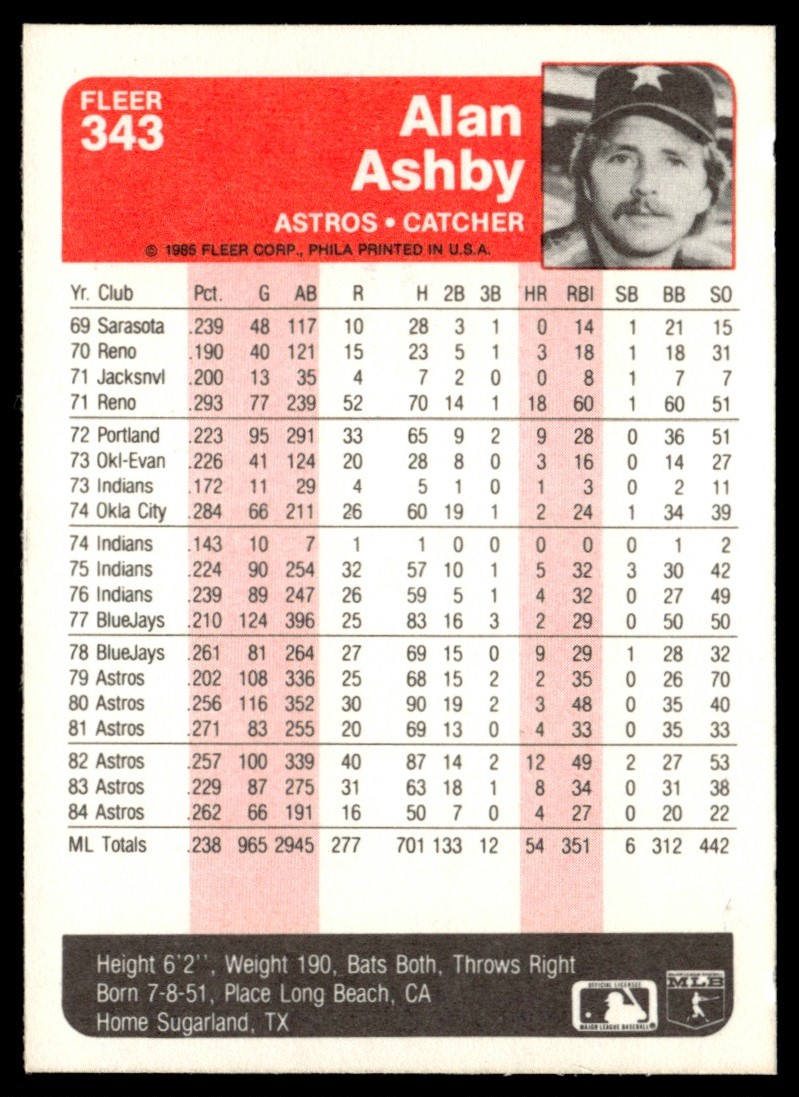 FLEER
343
Alan
Ashby
ASTROS • CATCHER
© 1985 FLEER CORP., PHILA PRINTED IN U.S.A.
Yr. Club Pct. G AB R H 2B 3B HR RBI SB BB SO
69 Sarasota .239 48 117 10 28 3 1 0 14 1 21 15
70 Reno .190 40 121 15 23 5 1 3 18 1 18 31
71 Jacksnvl .200 13 35 4 7 2 0 0 8 1 7 7
71 Reno .293 77 239 52 70 14 1 18 60 1 60 51
72 Portland .223 95 291 33 65 9 2 9 28 0 36 51
73 Okl-Evan .226 41 124 20 28 8 0 3 16 0 14 27
73 Indians .172 11 29 4 5 1 0 1 3 0 2 11
74 Okla City .284 66 211 26 60 19 1 2 24 1 34 39
74 Indians .143 10 7 1 1 0 0 0 0 0 1 2
75 Indians .224 90 254 32 57 10 1 5 32 3 30 42
76 Indians .239 89 247 26 59 5 1 4 32 0 27 49
77 BlueJays .210 124 396 25 83 16 3 2 29 0 50 50
78 BlueJays .261 81 264 27 69 15 0 9 29 1 28 32
79 Astros .202 108 336 25 68 15 2 2 35 0 26 70
80 Astros .256 116 352 30 90 19 2 3 48 0 35 40
81 Astros .271 83 255 20 69 13 0 4 33 0 35 33
82 Astros .257 100 339 40 87 14 2 12 49 2 27 53
83 Astros .229 87 275 31 63 18 1 8 34 0 31 38
84 Astros .262 66 191 16 50 7 0 4 27 0 20 22
ML Totals .238 965 2945 277 701 133 12 54 351 6 312 442
Height 6'2'', Weight 190, Bats Both, Throws Right
Born 7-8-51, Place Long Beach, CA
Home Sugarland, TX
OFFICIAL LICENSEE
MAJOR LEAGUE BASEBALL
MAJOR LEAGUE BASEBALL
MLB